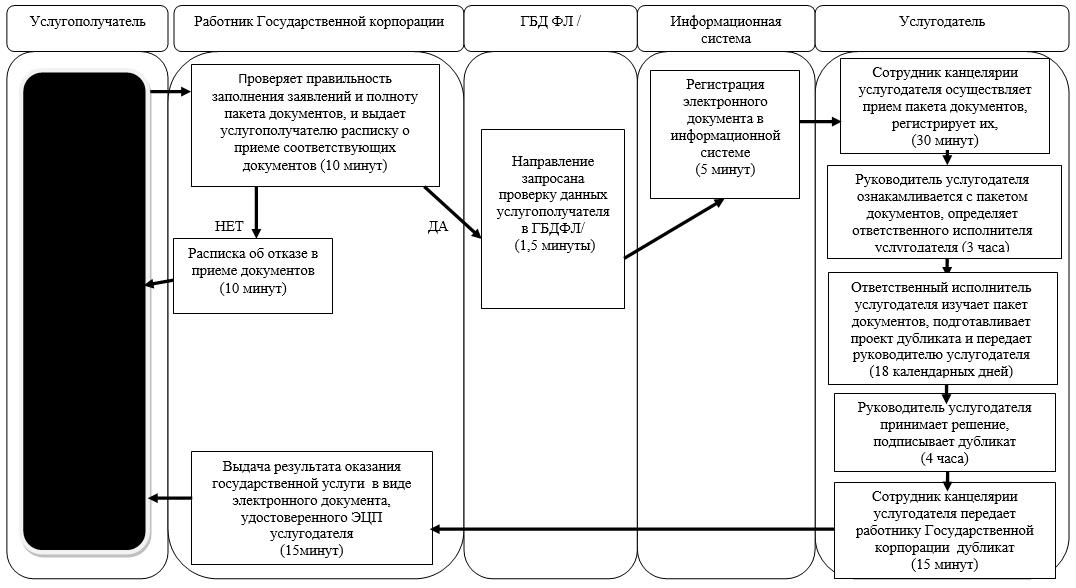 Услугополучатель
Работник Государственной корпорации
ГБД ФЛ /
Информационная
система
Услугодатель
Проверяет правильность
заполнения заявлений и полноту
пакета документов, и выдает
услугополучателю расписку о
приеме соответствующих
документов (10 минут)
НЕТ
ДА
Расписка об отказе в
приеме документов
(10 минут)
Направление
запросана
проверку данных
услугополучателя
в ГБДФЛ/
(1,5 минуты)
Регистрация
электронного
документа в
информационной
системе
(5 минут)
Сотрудник канцелярии
услугодателя осуществляет
прием пакета документов,
регистрирует их,
(30 минут)
Руководитель услугодателя
ознакамливается с пакетом
документов, определяет
ответственного исполнителя
услугодателя (3 часа)
Ответственный исполнитель
услугодателя изучает пакет
документов, подготавливает
проект дубликата и передает
руководителю услугодателя
(18 календарных дней)
Руководитель услугодателя
принимает решение,
подписывает дубликат
(4 часа)
Сотрудник канцелярии
услугодателя передает
работнику Государственной
корпорации дубликат
(15 минут)
Выдача результата оказания
государственной услуги в виде
электронного документа,
удостоверенного ЭЦП
услугодателя
(15минут)